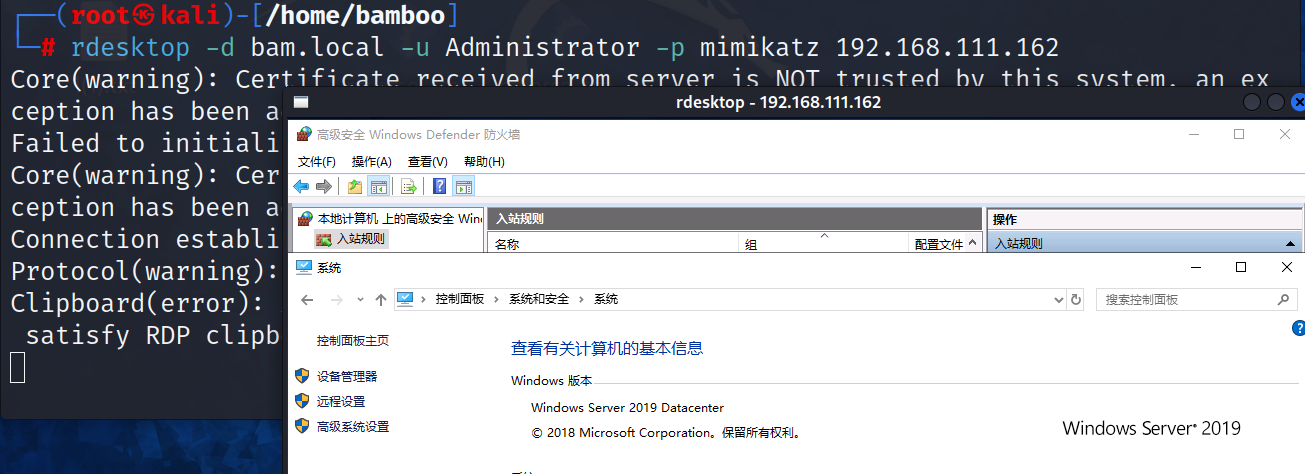 ┌──(root㉿kali)-[/home/bamboo]
└─# rdesktop -d bam.local -u Administrator -p mimikatz 192.168.111.162
Core(warning): Certificate received from server is NOT trusted by this system, an ex
ception has been a
Failed to initiali
Core(warning): Cer
ception has been a
Connection establi
Protocol(warning):
Clipboard(error):
satisfy RDP clipb
rdesktop - 192.168.111.162
高级安全 Windows Defender 防火墙
文件(F) 操作(A) 查看(V) 帮助(H)
本地计算机 上的高级安全 Win
入站规则
入站规则
名称 组 配置文件
操作
入站规则
系统
控制面板 > 系统和安全 > 系统
搜索控制面板
控制面板主页
设备管理器
远程设置
高级系统设置
查看有关计算机的基本信息
Windows 版本
Windows Server 2019 Datacenter
© 2018 Microsoft Corporation。保留所有权利。
Windows Server® 2019